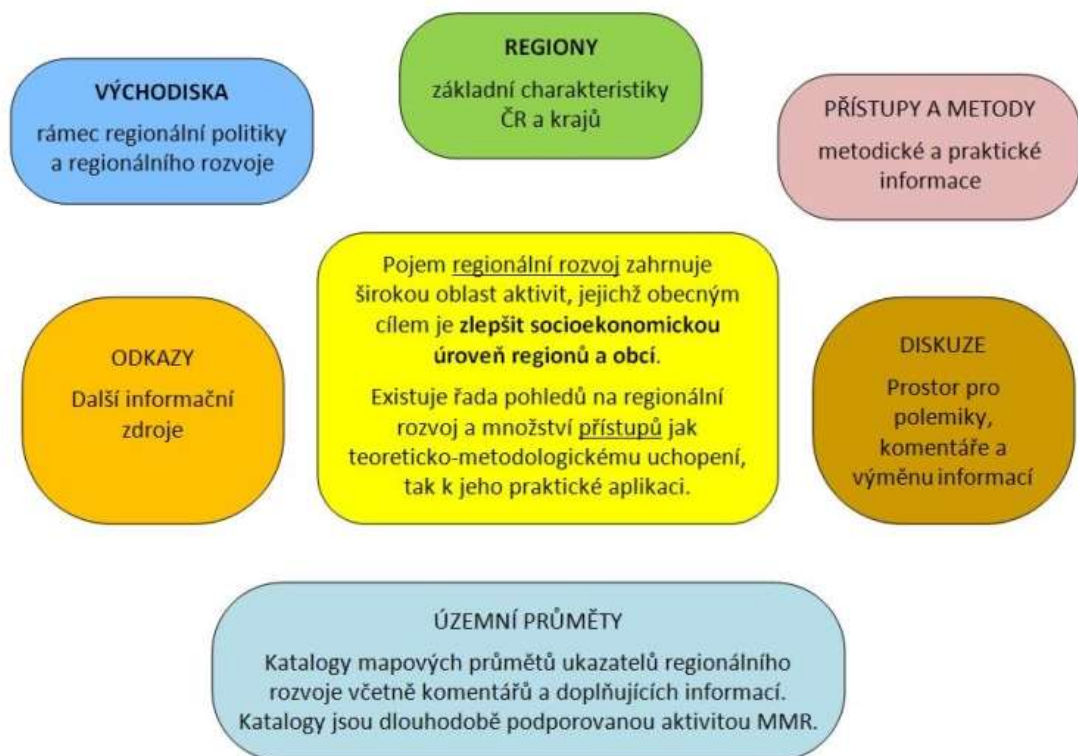 VÝCHODISKA
rámec regionální politiky
a regionálního rozvoje
REGIONY
základní charakteristiky
ČR a krajů
PŘÍSTUPY A METODY
metodické a praktické
informace
ODKAZY
Další informační
zdroje
Pojem regionální rozvoj zahrnuje
širokou oblast aktivit, jejichž obecným
cílem je zlepšit socioekonomickou
úroveň regionů a obcí.
Existuje řada pohledů na regionální
rozvoj a množství přístupů jak
teoreticko-metodologickému uchopení,
tak k jeho praktické aplikaci.
DISKUZE
Prostor pro
polemiky,
komentáře a
výměnu informací
ÚZEMNÍ PRŮMĚTY
Katalogy mapových průmětů ukazatelů regionálního
rozvoje včetně komentářů a doplňujících informací.
Katalogy jsou dlouhodobě podporovanou aktivitou MMR.